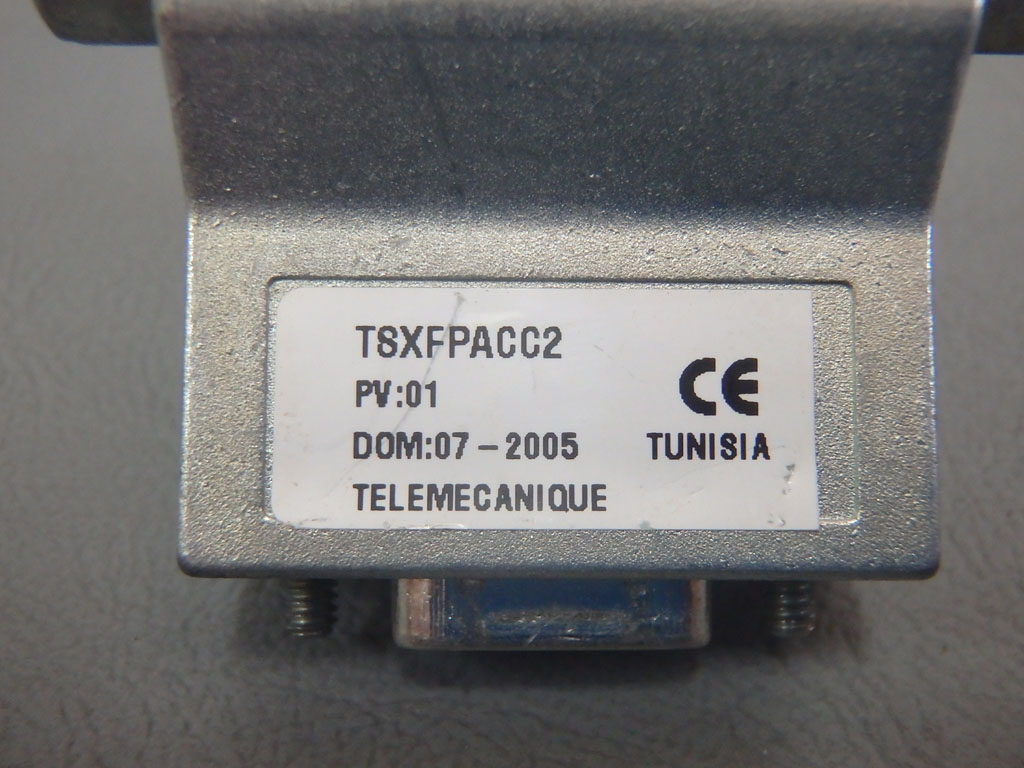 TSXFPACC2
PV:01
CE
DOM:07-2005 TUNISIA
TELEMECANIQUE